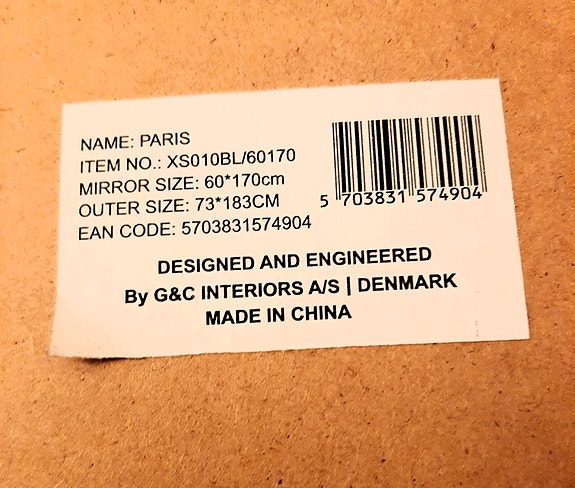 NAME: PARIS
ITEM NO.: XS010BL/60170
MIRROR SIZE: 60*170cm
OUTER SIZE: 73*183CM
EAN CODE: 5703831574904
5 703831 574904
DESIGNED AND ENGINEERED
By G&C INTERIORS A/S | DENMARK
MADE IN CHINA